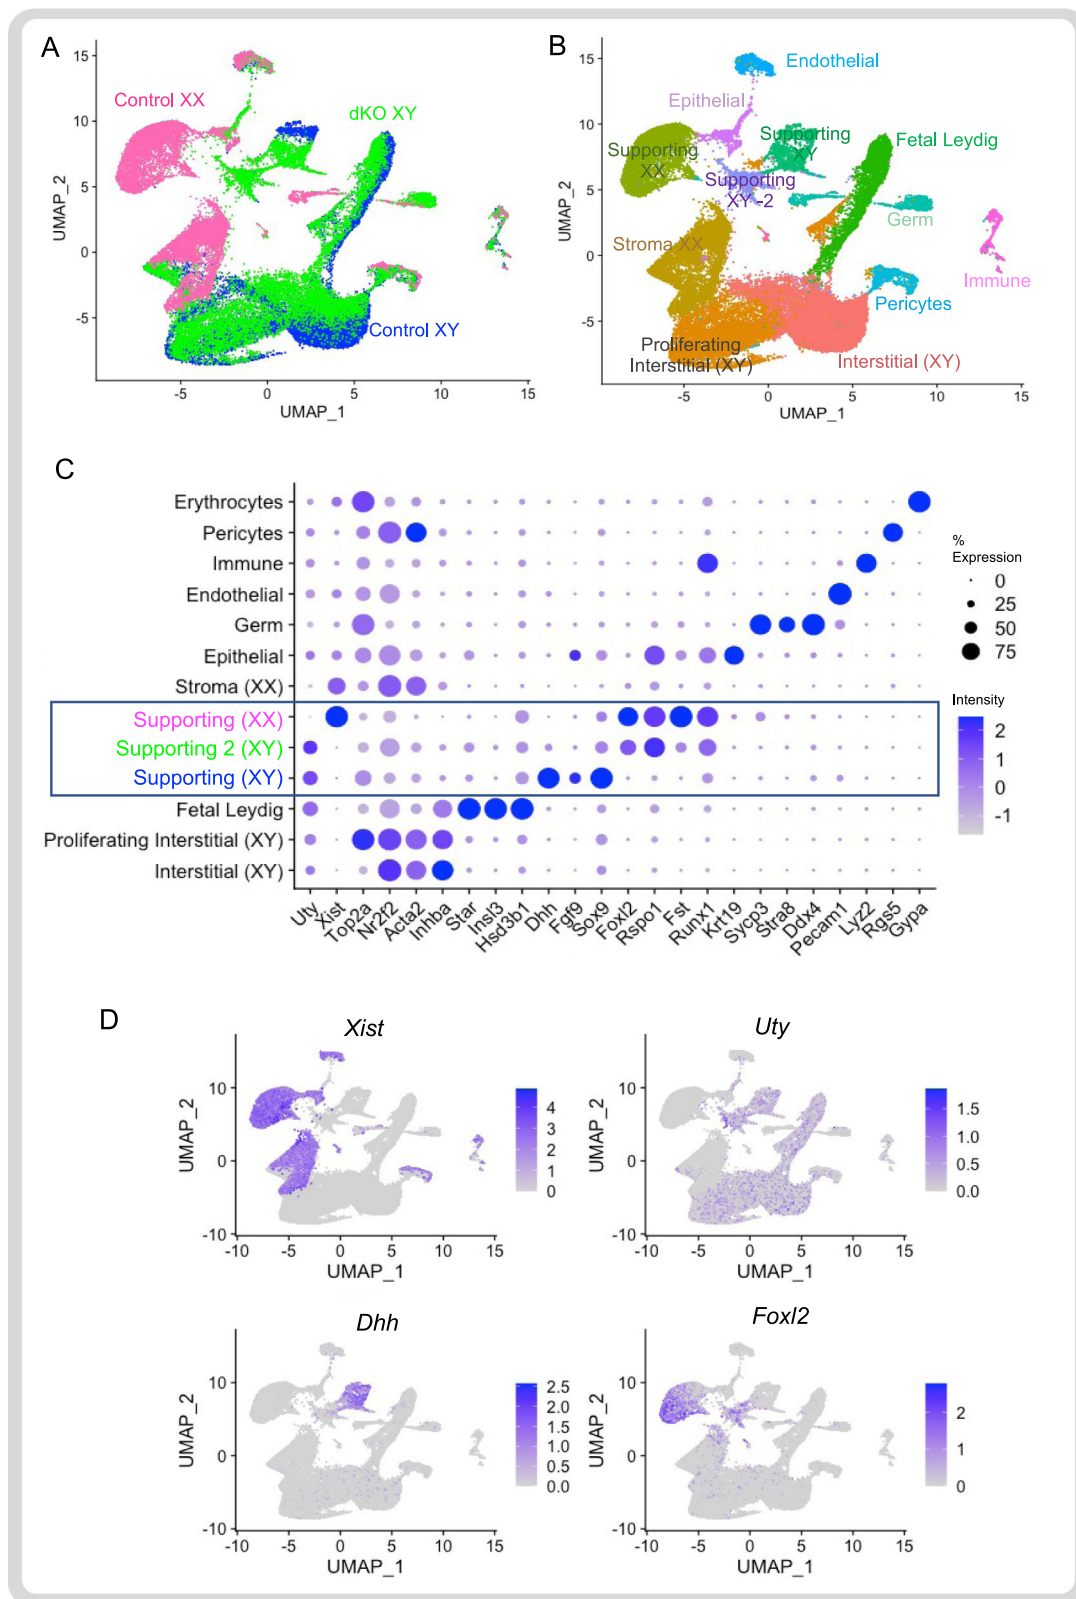 A
Control XX
dKO XY
Control XY
UMAP_2
15
10
5
0
-5
-5
0
5
10
15
UMAP_1
B
Endothelial
Epithelial
Supporting
XY
Fetal Leydig
Supporting
XX
Supporting
XY -2
Germ
Stroma XX
Immune
Pericytes
Proliferating
Interstitial (XY)
Interstitial (XY)
UMAP_2
15
10
5
0
-5
-5
0
5
10
15
UMAP_1
C
Erythrocytes
Pericytes
Immune
Endothelial
Germ
Epithelial
Stroma (XX)
Supporting (XX)
Supporting 2 (XY)
Supporting (XY)
Fetal Leydig
Proliferating Interstitial (XY)
Interstitial (XY)
Uty
Xist
Top2a
Nr2f2
Acta2
Inhba
Star
Insl3
Hsd3b1
Dhh
Fgf9
Sox9
Foxl2
Rspo1
Fst
Runx1
Krt19
Sycp3
Stra8
Ddx4
Pecam1
Lyz2
Rgs5
Gypa
%
Expression
0
25
50
75
Intensity
2
1
0
-1
D
Xist
UMAP_2
10
0
-10
-10
-5
0
5
10
15
UMAP_1
4
3
2
1
0
Uty
UMAP_2
10
0
-10
-10
-5
0
5
10
15
UMAP_1
1.5
1.0
0.5
0.0
Dhh
UMAP_2
10
0
-10
-10
-5
0
5
10
15
UMAP_1
2.5
2.0
1.5
1.0
0.5
0.0
Foxl2
UMAP_2
10
0
-10
-10
-5
0
5
10
15
UMAP_1
2
1
0